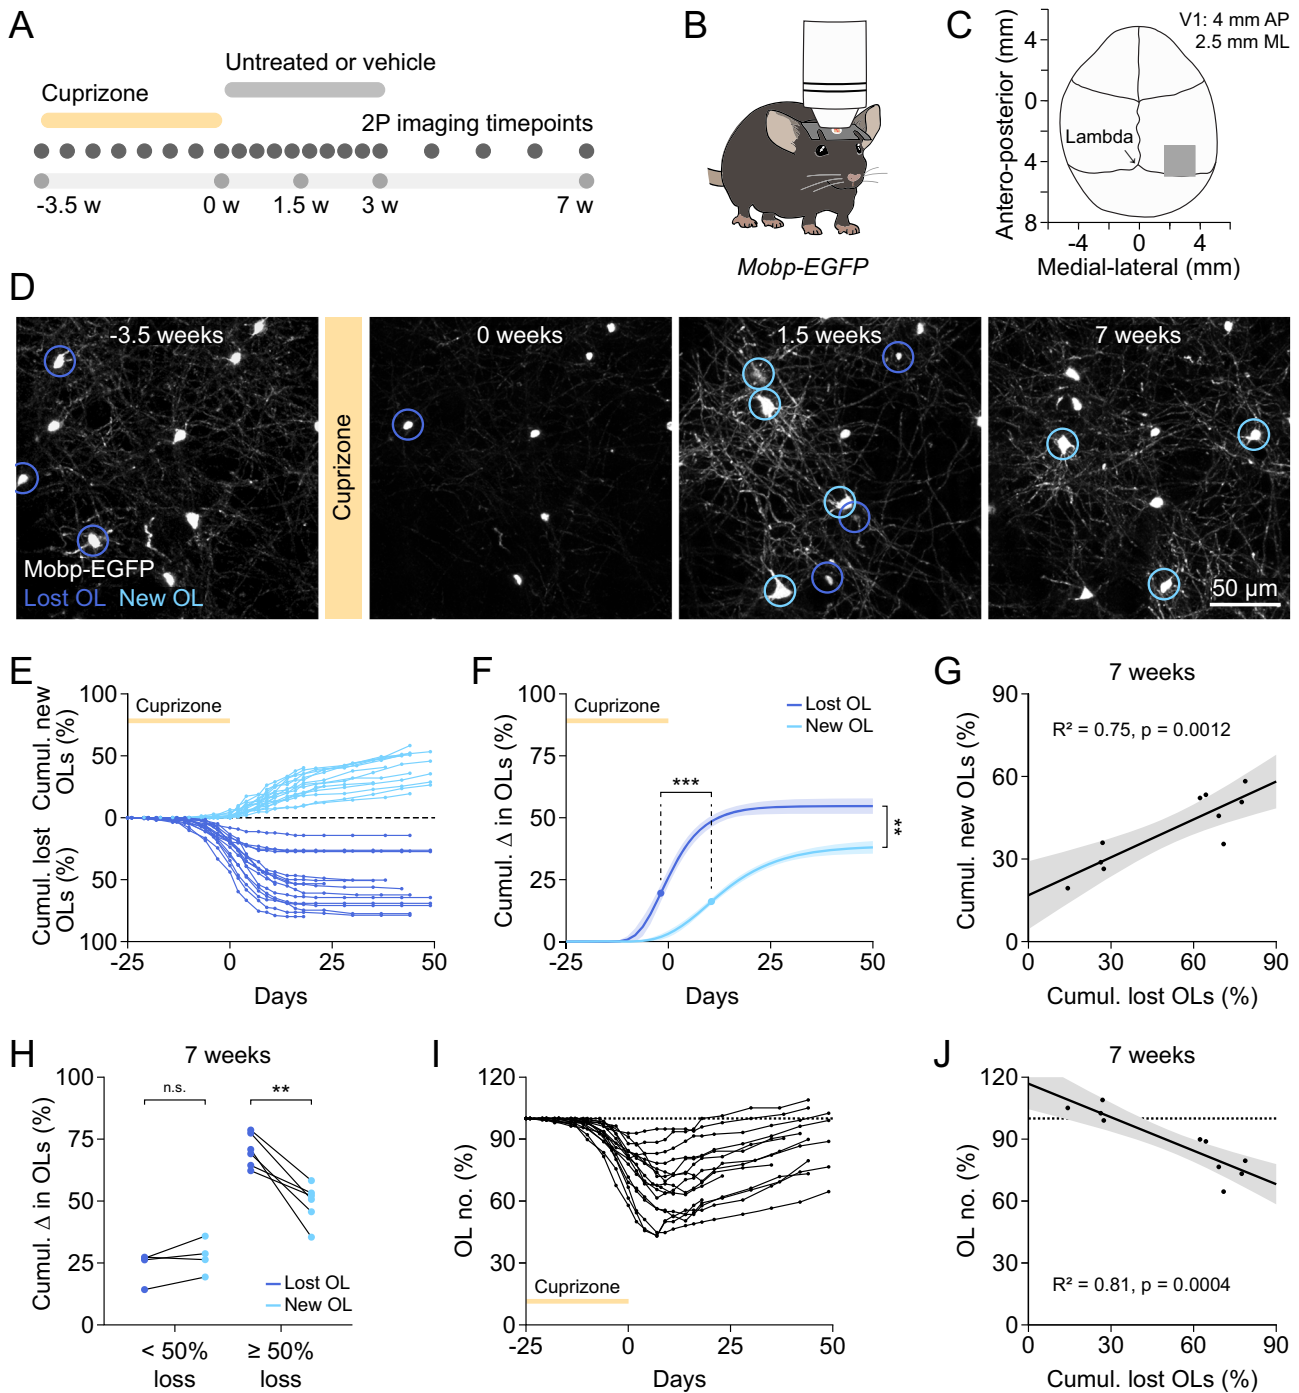 A
Untreated or vehicle
Cuprizone
2P imaging timepoints
-3.5 w
0 w
1.5 w
3 w
7 w
B
Mobp-EGFP
C
V1: 4 mm AP
2.5 mm ML
Antero-posterior (mm)
4
0
4
8
Lambda
-4
0
4
Medial-lateral (mm)
D
-3.5 weeks
Cuprizone
0 weeks
1.5 weeks
7 weeks
Mobp-EGFP
Lost OL New OL
50 µm
E
Cumul. new
OLs (%)
Cumul. lost
OLs (%)
100
50
0
50
100
Cuprizone
-25
0
25
50
Days
F
Cumul. Δ in OLs (%)
100
75
50
25
0
Cuprizone
Lost OL
New OL
***
**
-25
0
25
50
Days
G
7 weeks
Cumul. new OLs (%)
90
60
30
0
R² = 0.75, p = 0.0012
0
30
60
90
Cumul. lost OLs (%)
H
7 weeks
Cumul. Δ in OLs (%)
100
75
50
25
0
n.s.
**
Lost OL
New OL
< 50%
loss
≥ 50%
loss
I
OL no. (%)
120
90
60
30
0
Cuprizone
-25
0
25
50
Days
J
7 weeks
OL no. (%)
120
90
60
30
0
R² = 0.81, p = 0.0004
0
30
60
90
Cumul. lost OLs (%)